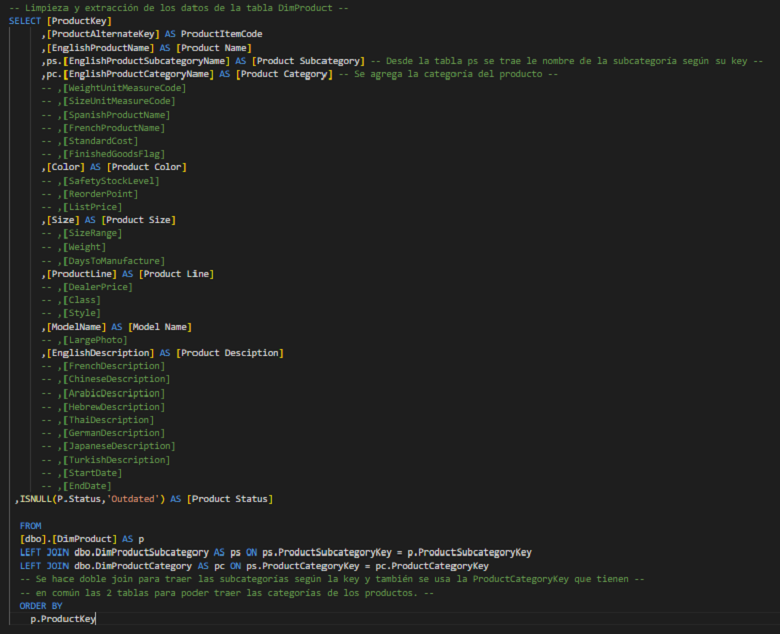 -- Limpieza y extracción de los datos de la tabla DimProduct --
SELECT [ProductKey]
,[ProductAlternateKey] AS ProductItemCode
,[EnglishProductName] AS [Product Name]
,ps.[EnglishProductSubcategoryName] AS [Product Subcategory] -- Desde la tabla ps se trae le nombre de la subcategoría según su key --
,pc.[EnglishProductCategoryName] AS [Product Category] -- Se agrega la categoría del producto --
-- ,[WeightUnitMeasureCode]
-- ,[SizeUnitMeasureCode]
-- ,[SpanishProductName]
-- ,[FrenchProductName]
-- ,[StandardCost]
-- ,[FinishedGoodsFlag]
,[Color] AS [Product Color]
-- ,[SafetyStockLevel]
-- ,[ReorderPoint]
-- ,[ListPrice]
,[Size] AS [Product Size]
-- ,[SizeRange]
-- ,[Weight]
-- ,[DaysToManufacture]
,[ProductLine] AS [Product Line]
-- ,[DealerPrice]
-- ,[Class]
-- ,[Style]
,[ModelName] AS [Model Name]
-- ,[LargePhoto]
,[EnglishDescription] AS [Product Desciption]
-- ,[FrenchDescription]
-- ,[ChineseDescription]
-- ,[ArabicDescription]
-- ,[HebrewDescription]
-- ,[ThaiDescription]
-- ,[GermanDescription]
-- ,[JapaneseDescription]
-- ,[TurkishDescription]
-- ,[StartDate]
-- ,[EndDate]
,ISNULL(P.Status,'Outdated') AS [Product Status]
FROM
[dbo].[DimProduct] AS p
LEFT JOIN dbo.DimProductSubcategory AS ps ON ps.ProductSubcategoryKey = p.ProductSubcategoryKey
LEFT JOIN dbo.DimProductCategory AS pc ON ps.ProductCategoryKey = pc.ProductCategoryKey
-- Se hace doble join para traer las subcategorías según la key y también se usa la ProductCategoryKey que tienen --
-- en común las 2 tablas para poder traer las categorías de los productos. --
ORDER BY
p.ProductKey